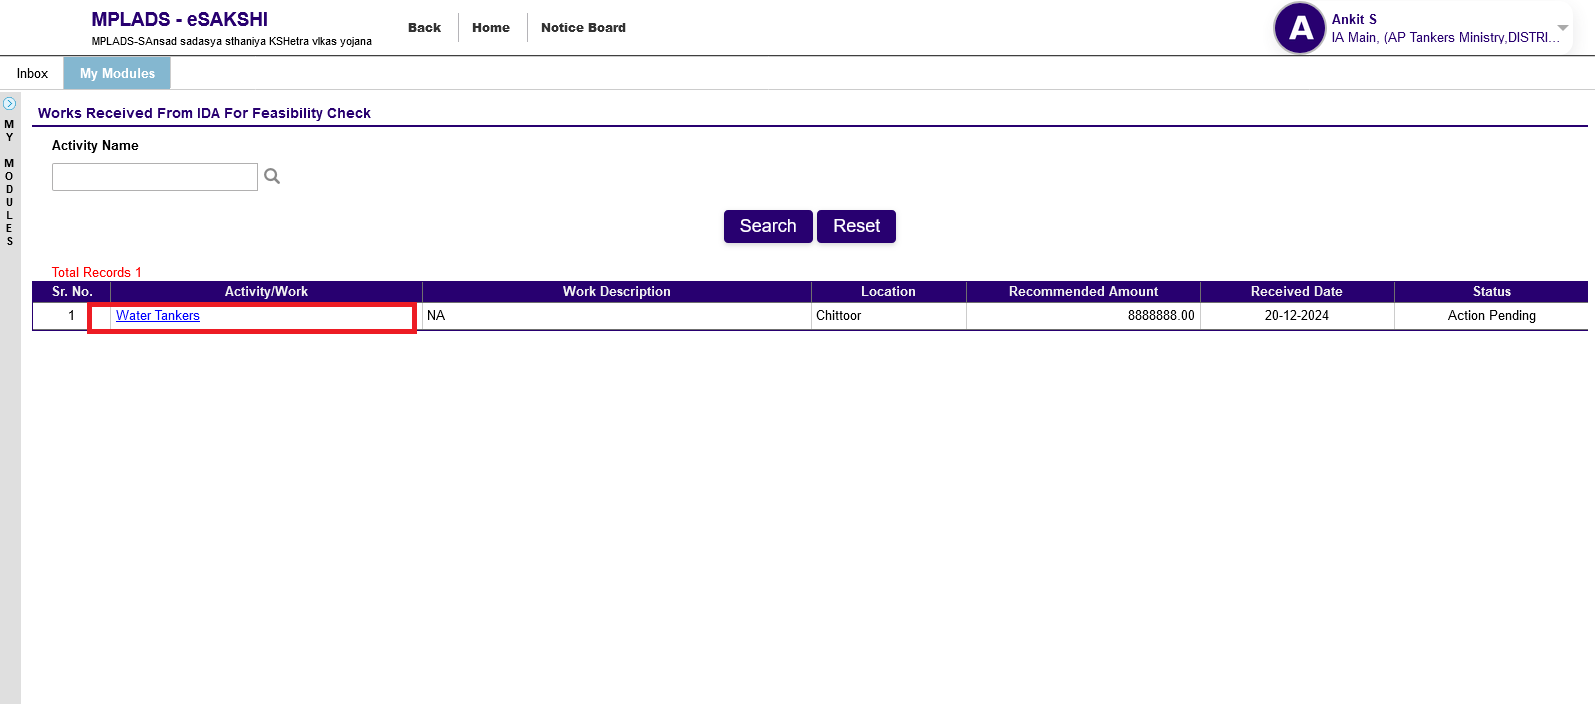 MPLADS - eSAKSHI
MPLADS-SAnsad sadasya sthaniya KSHetra vIkas yojana
Back Home Notice Board
A
Ankit S
IA Main, (AP Tankers Ministry,DISTRI...
Inbox My Modules
MY MODULES
Works Received From IDA For Feasibility Check
Activity Name
Search Reset
Total Records 1
Sr. No. Activity/Work Work Description Location Recommended Amount Received Date Status
1 Water Tankers NA Chittoor 8888888.00 20-12-2024 Action Pending